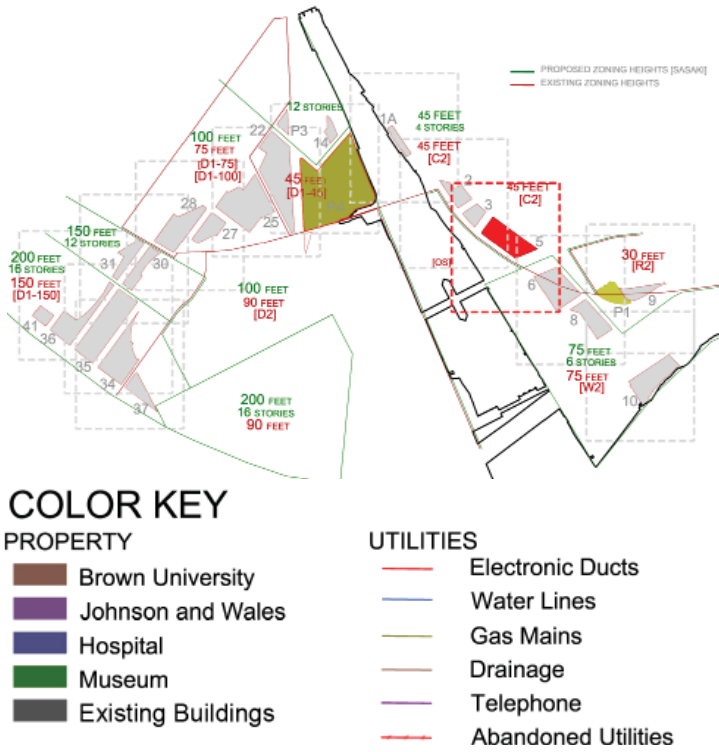 PROPOSED ZONING HEIGHTS [SASAKI]
EXISTING ZONING HEIGHTS
12 STORIES
22
P3
14
1A
45 FEET
4 STORIES
45 FEET
[C2]
100 FEET
75 FEET
[D1-75]
[D1-100]
45 FEET
[D1-45]
P4
45 FEET
[C2]
2
3
5
28
25
27
150 FEET
12 STORIES
31
30
200 FEET
16 STORIES
150 FEET
[D1-150]
[OS]
6
30 FEET
[R2]
9
P1
8
100 FEET
90 FEET
[D2]
41
36
35
34
37
75 FEET
6 STORIES
75 FEET
[W2]
10
200 FEET
16 STORIES
90 FEET
COLOR KEY
PROPERTY
Brown University
Johnson and Wales
Hospital
Museum
Existing Buildings
UTILITIES
Electronic Ducts
Water Lines
Gas Mains
Drainage
Telephone
Abandoned Utilities